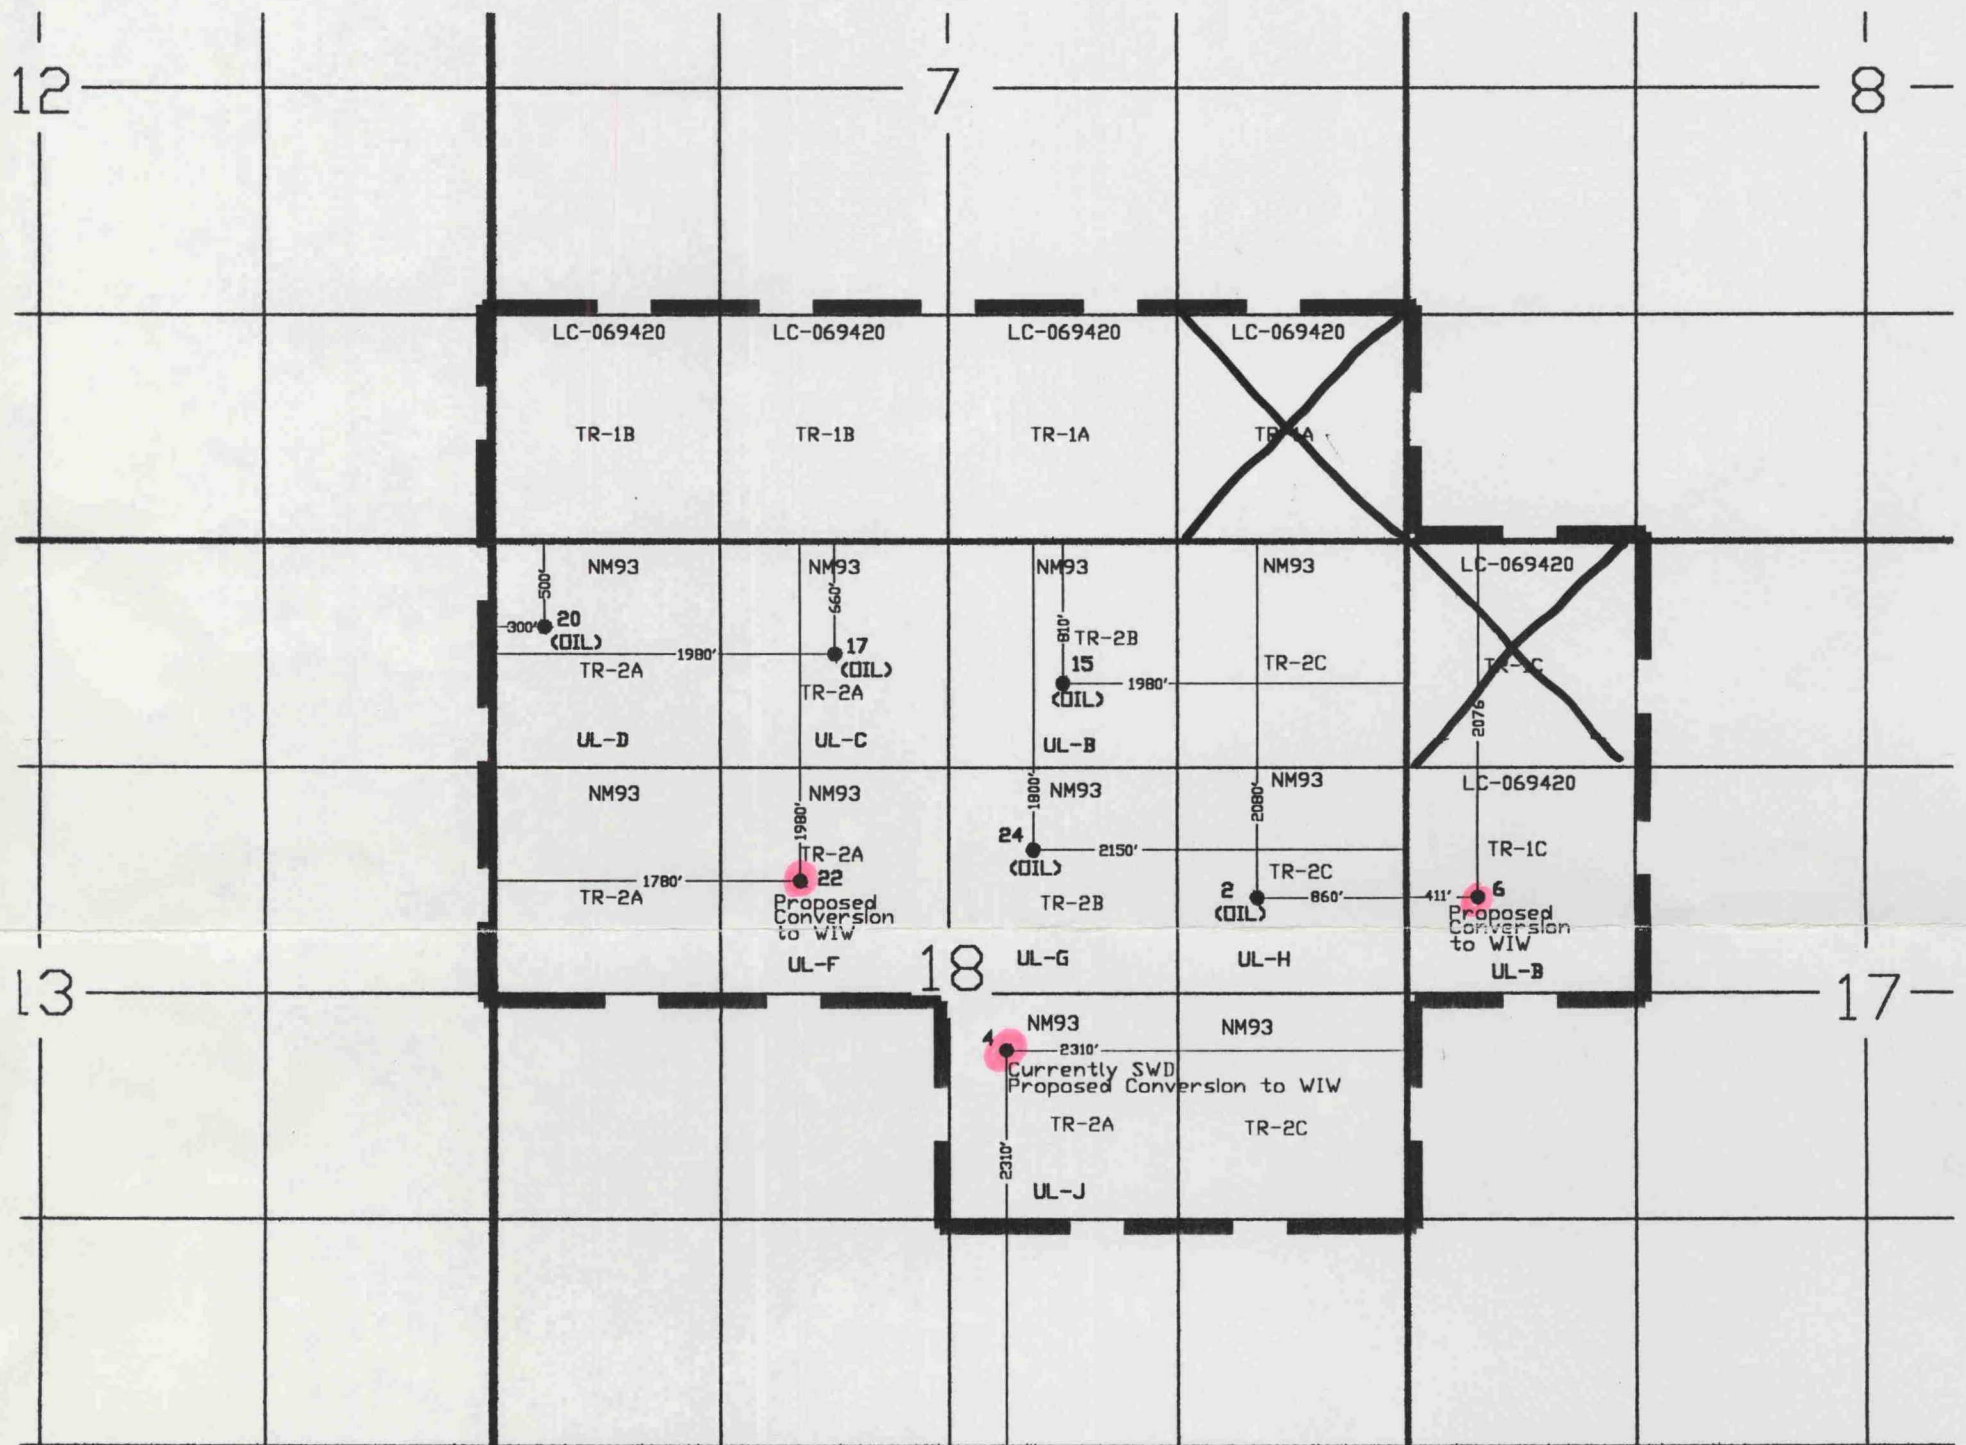 12
7
8
LC-069420
LC-069420
LC-069420
LC-069420
TR-1B
TR-1B
TR-1A
TR-1A
NM93
NM93
NM93
NM93
LC-069420
500'
660'
810'
300'
20
(OIL)
1980'
17
(OIL)
TR-2B
15
(OIL)
1980'
TR-2A
TR-2A
TR-2C
TR-1C
2076'
UL-D
UL-C
UL-B
NM93
NM93
NM93
NM93
LC-069420
1980'
1800'
2080'
TR-2A
24
(OIL)
2150'
TR-1C
1780'
22
TR-2A
Proposed
Conversion
to WIW
TR-2B
TR-2C
2
(OIL)
860'
411'
6
Proposed
Conversion
to WIW
UL-F
UL-G
UL-H
UL-B
13
18
17
4
NM93
NM93
2310'
Currently SWD
Proposed Conversion to WIW
TR-2A
TR-2C
2310'
UL-J